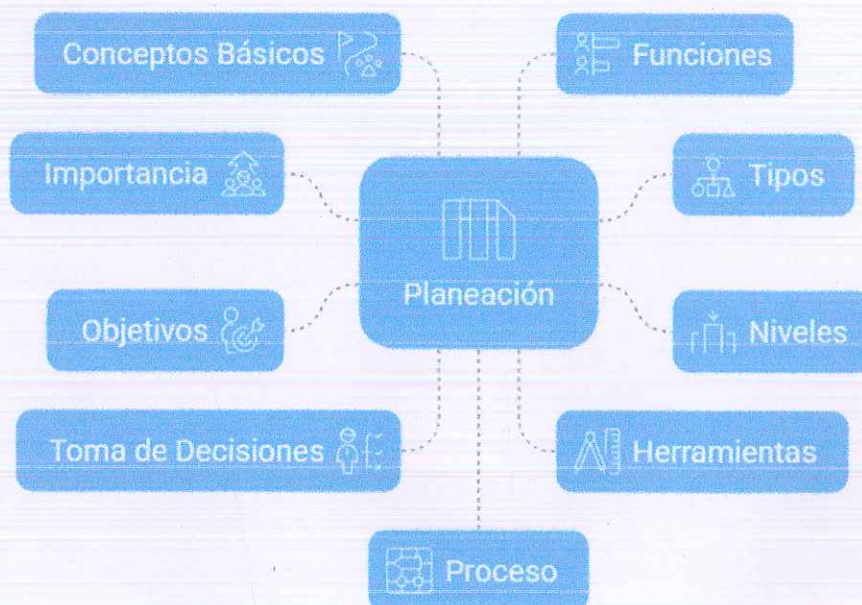 Conceptos Básicos
Funciones
Importancia
Tipos
Planeación
Objetivos
Niveles
Toma de Decisiones
Herramientas
Proceso